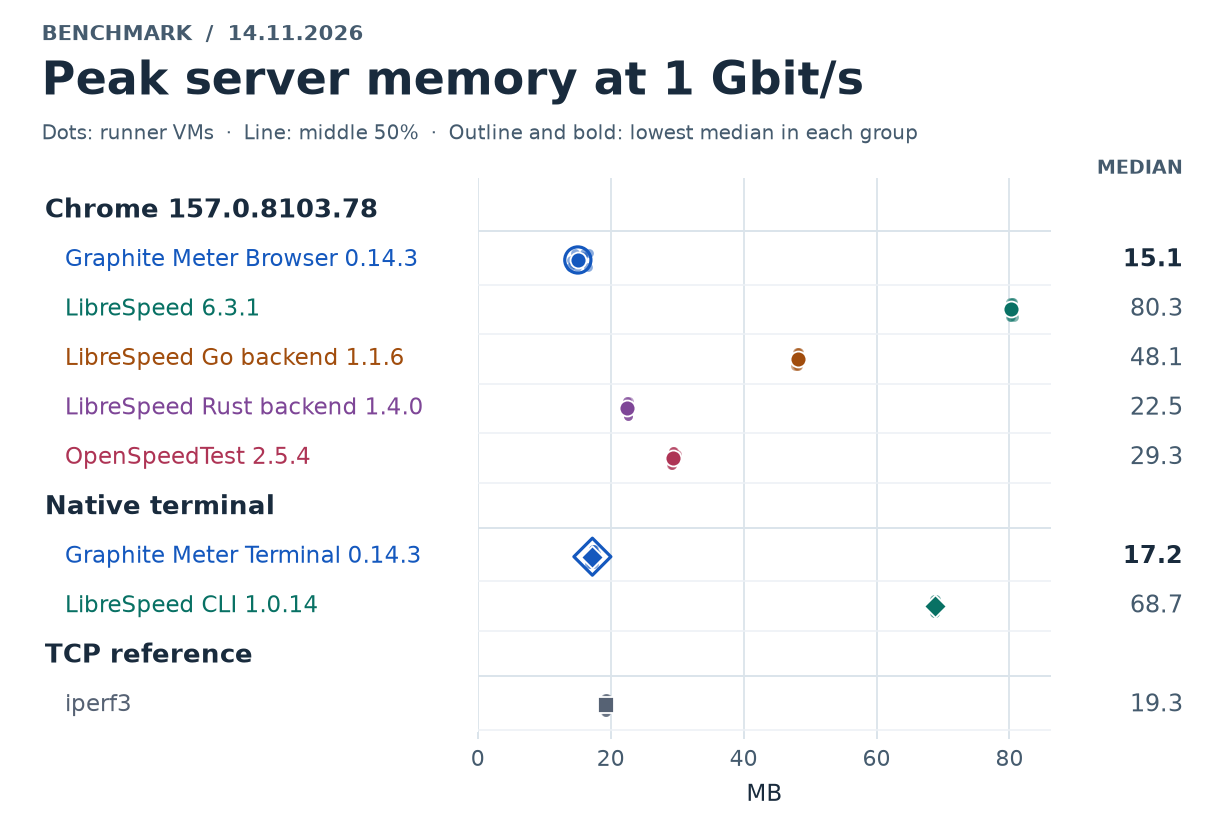 BENCHMARK / 14.11.2026
Peak server memory at 1 Gbit/s
Dots: runner VMs · Line: middle 50% · Outline and bold: lowest median in each group
MEDIAN
Chrome 157.0.8103.78
Graphite Meter Browser 0.14.3 15.1
LibreSpeed 6.3.1 80.3
LibreSpeed Go backend 1.1.6 48.1
LibreSpeed Rust backend 1.4.0 22.5
OpenSpeedTest 2.5.4 29.3
Native terminal
Graphite Meter Terminal 0.14.3 17.2
LibreSpeed CLI 1.0.14 68.7
TCP reference
iperf3 19.3
0 20 40 60 80
MB